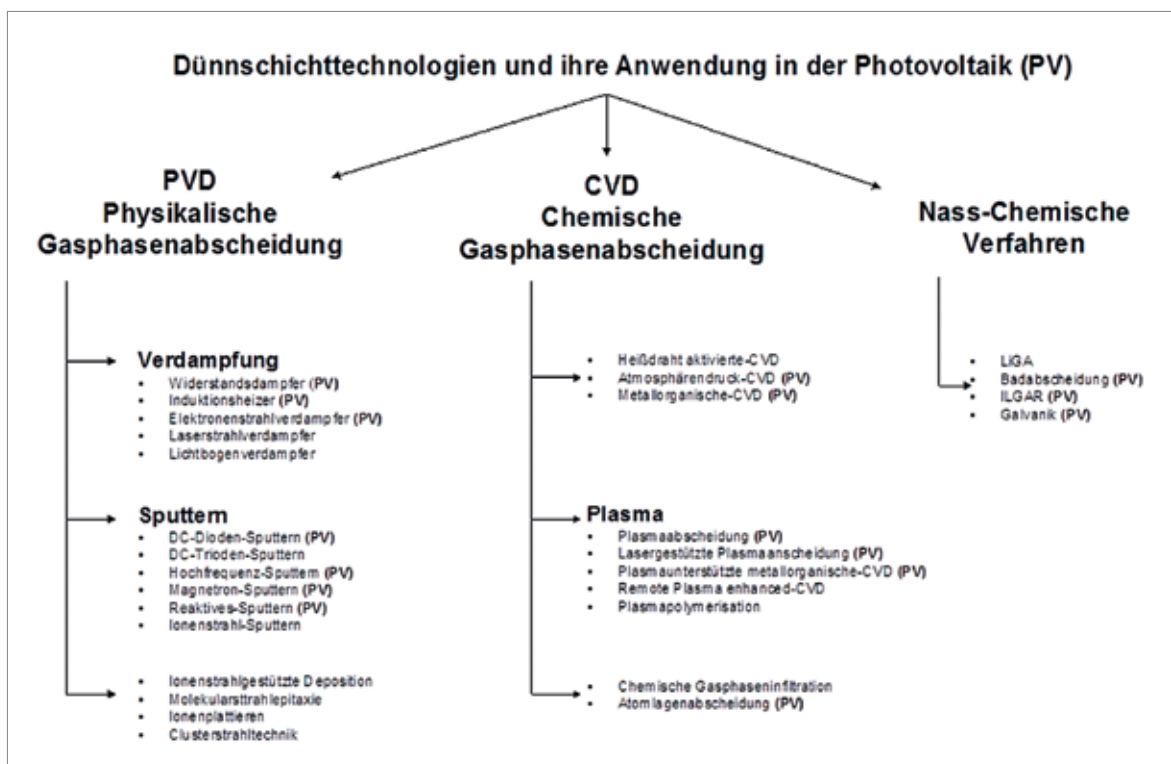 Dünnschichttechnologien und ihre Anwendung in der Photovoltaik (PV)
PVD
Physikalische
Gasphasenabscheidung
Verdampfung
• Widerstandsdampfer (PV)
• Induktionsheizer (PV)
• Elektronenstrahlverdampfer (PV)
• Laserstrahlverdampfer
• Lichtbogenverdampfer
Sputtern
• DC-Dioden-Sputtern (PV)
• DC-Trioden-Sputtern
• Hochfrequenz-Sputtern (PV)
• Magnetron-Sputtern (PV)
• Reaktives-Sputtern (PV)
• Ionenstrahl-Sputtern
• Ionenstrahlgestützte Deposition
• Molekularsttrahlepitaxie
• Ionenplattieren
• Clusterstrahltechnik
CVD
Chemische
Gasphasenabscheidung
• Heißdraht aktivierte-CVD
• Atmosphärendruck-CVD (PV)
• Metallorganische-CVD (PV)
Plasma
• Plasmaabscheidung (PV)
• Lasergestützte Plasmaanscheidung (PV)
• Plasmaunterstützte metallorganische-CVD (PV)
• Remote Plasma enhanced-CVD
• Plasmapolymerisation
• Chemische Gasphaseninfiltration
• Atomlagenabscheidung (PV)
Nass-Chemische
Verfahren
• LiGA
• Badabscheidung (PV)
• ILGAR (PV)
• Galvanik (PV)